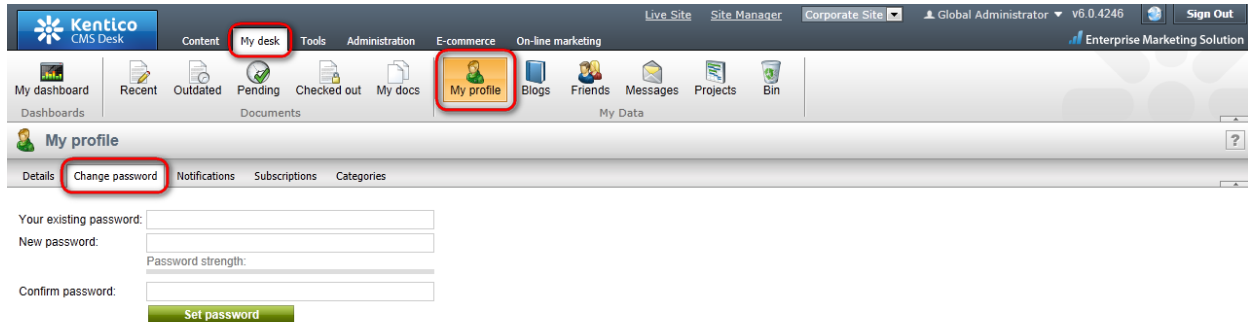 Kentico
CMS Desk
Live Site Site Manager Corporate Site Global Administrator v6.0.4246 Sign Out
Content My desk Tools Administration E-commerce On-line marketing
Enterprise Marketing Solution
My dashboard Recent Outdated Pending Checked out My docs My profile Blogs Friends Messages Projects Bin
Dashboards Documents My Data
My profile ?
Details Change password Notifications Subscriptions Categories
Your existing password:
New password:
Password strength:
Confirm password:
Set password